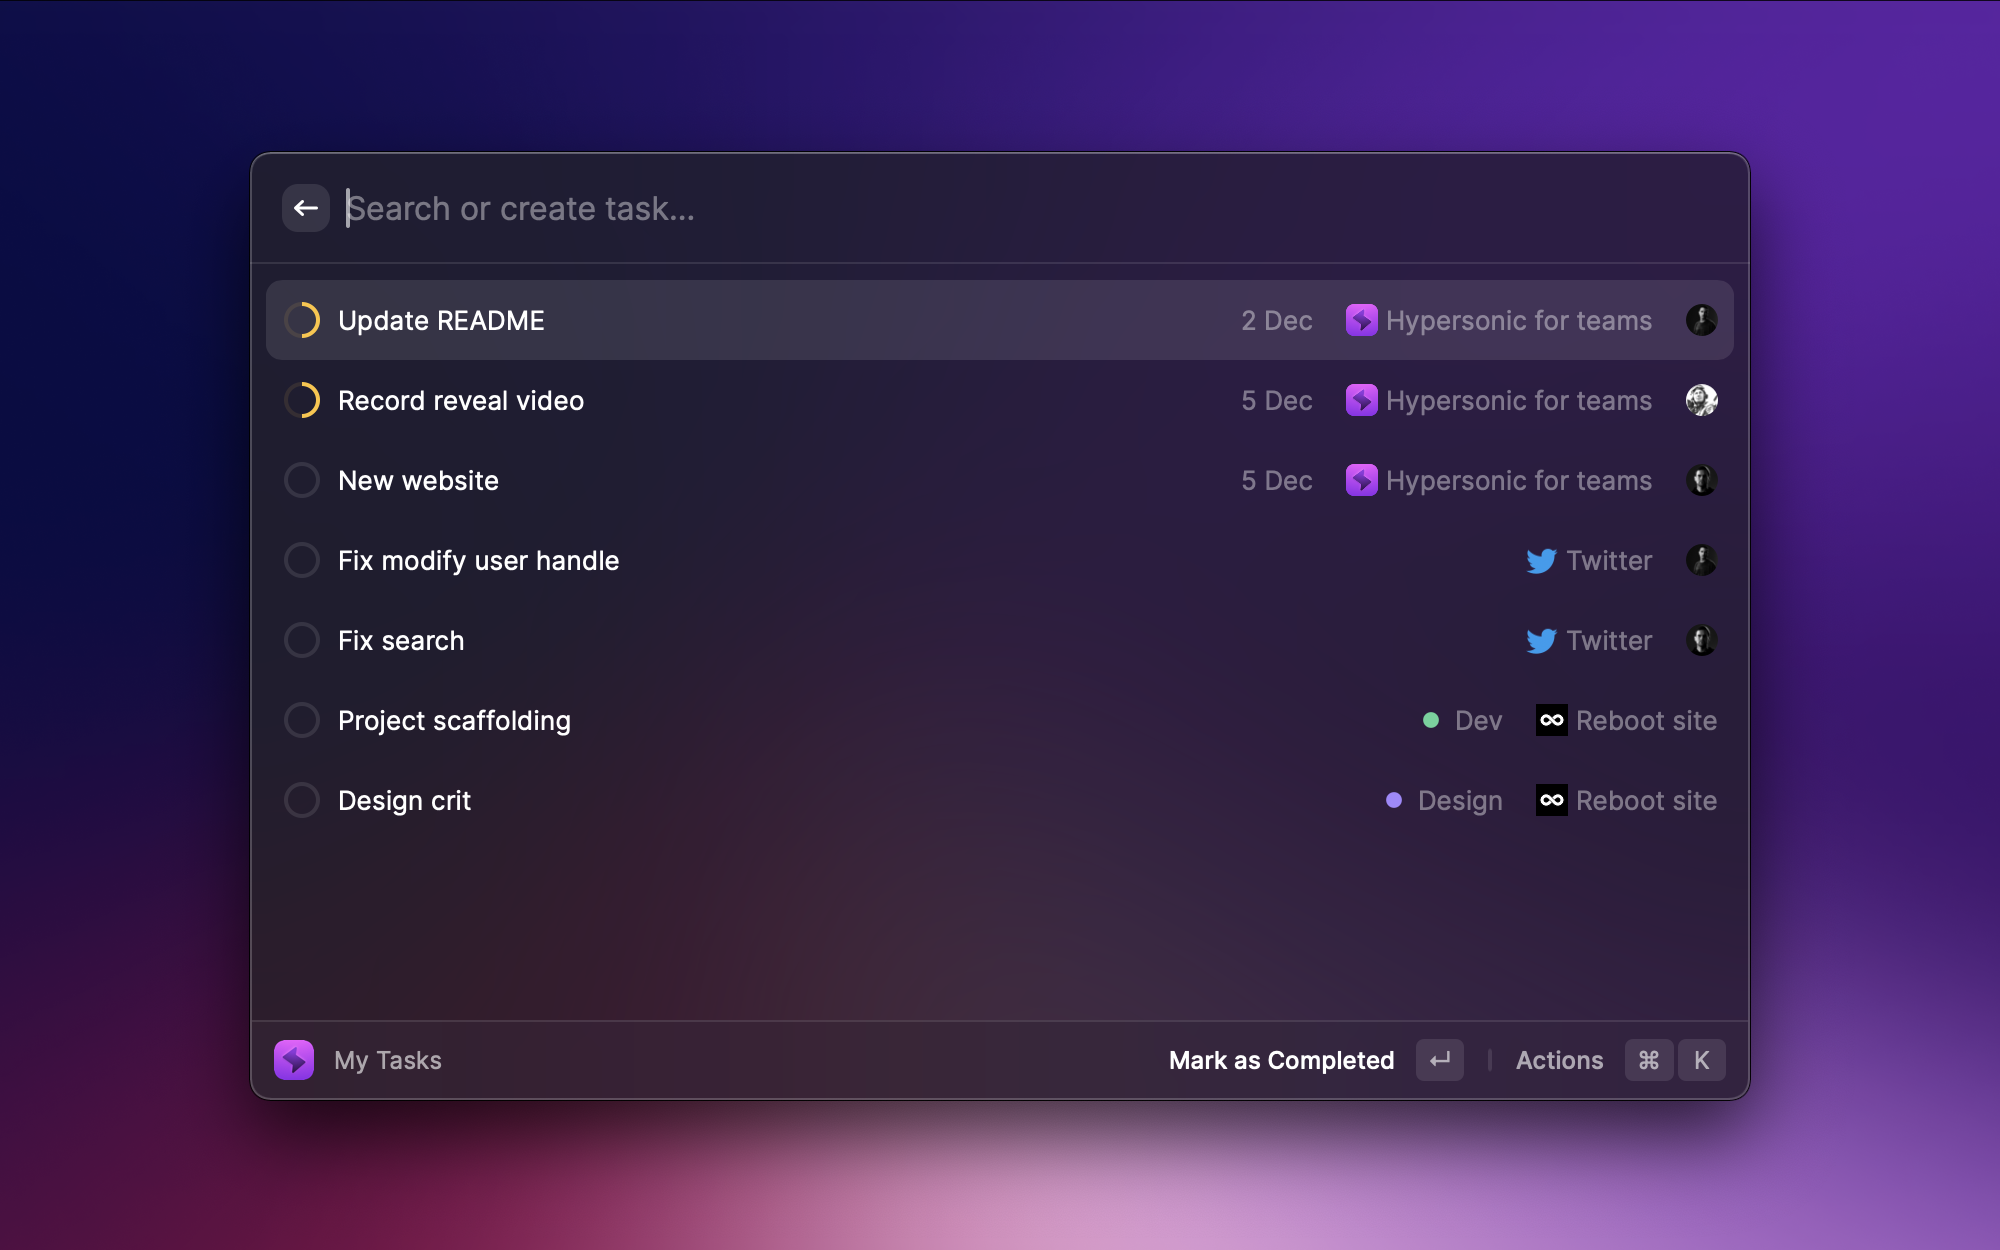 Search or create task...
Update README 2 Dec Hypersonic for teams
Record reveal video 5 Dec Hypersonic for teams
New website 5 Dec Hypersonic for teams
Fix modify user handle Twitter
Fix search Twitter
Project scaffolding Dev Reboot site
Design crit Design Reboot site
My Tasks Mark as Completed ↵ Actions ⌘ K